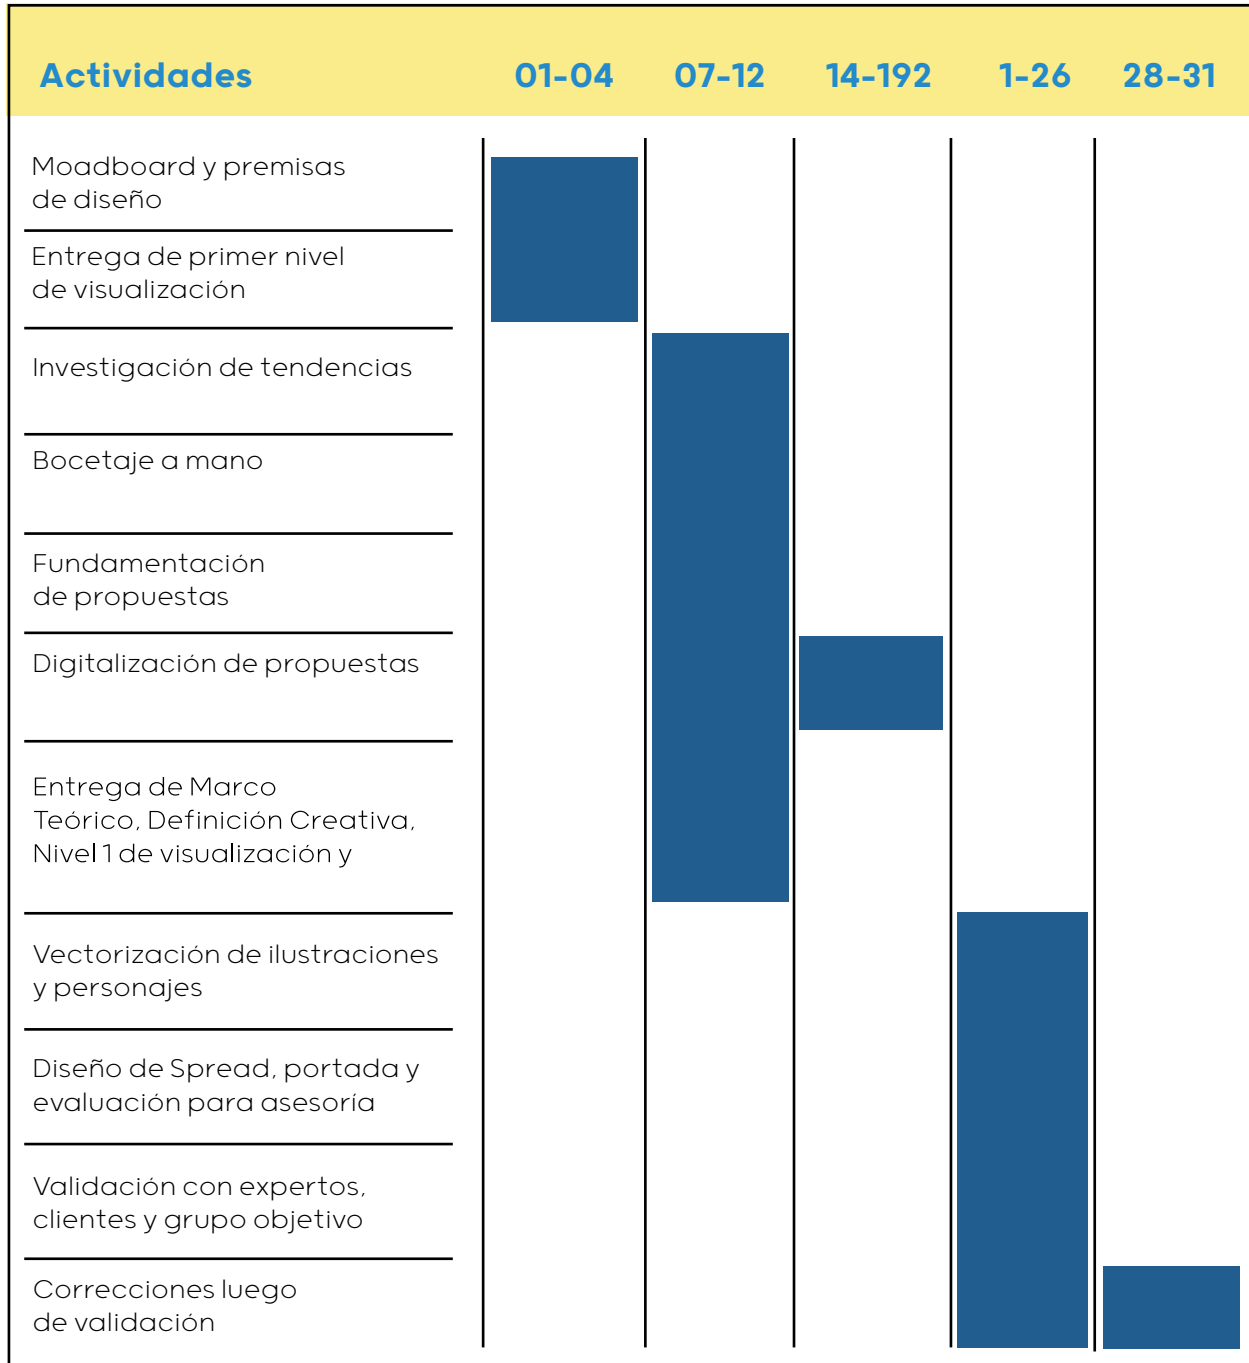 Actividades 01-04 07-12 14-192 1-26 28-31
Moadboard y premisas
de diseño
Entrega de primer nivel
de visualización
Investigación de tendencias
Bocetaje a mano
Fundamentación
de propuestas
Digitalización de propuestas
Entrega de Marco
Teórico, Definición Creativa,
Nivel 1 de visualización y
Vectorización de ilustraciones
y personajes
Diseño de Spread, portada y
evaluación para asesoría
Validación con expertos,
clientes y grupo objetivo
Correcciones luego
de validación